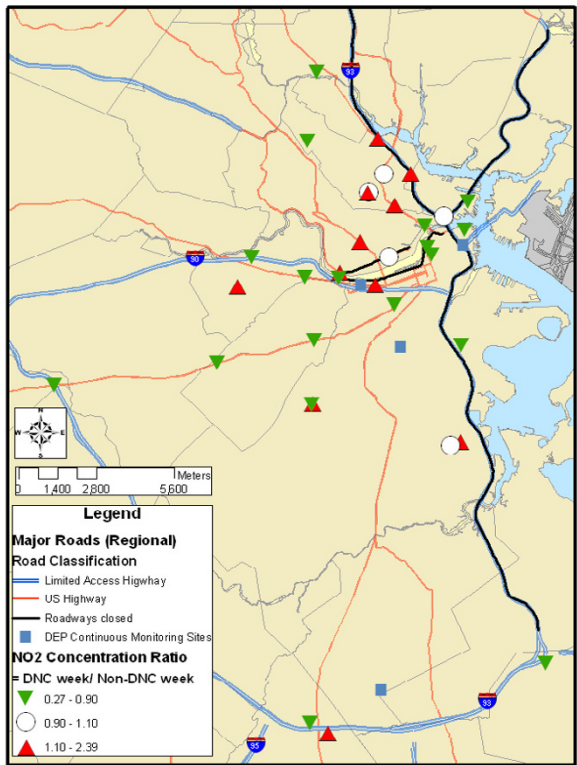 93
90
N
W E
S
Meters
0 1,400 2,800 5,600
Legend
Major Roads (Regional)
Road Classification
Limited Access Higwhay
US Highway
Roadways closed
DEP Continuous Monitoring Sites
NO2 Concentration Ratio
= DNC week/ Non-DNC week
0.27 - 0.90
0.90 - 1.10
1.10 - 2.39
93
95